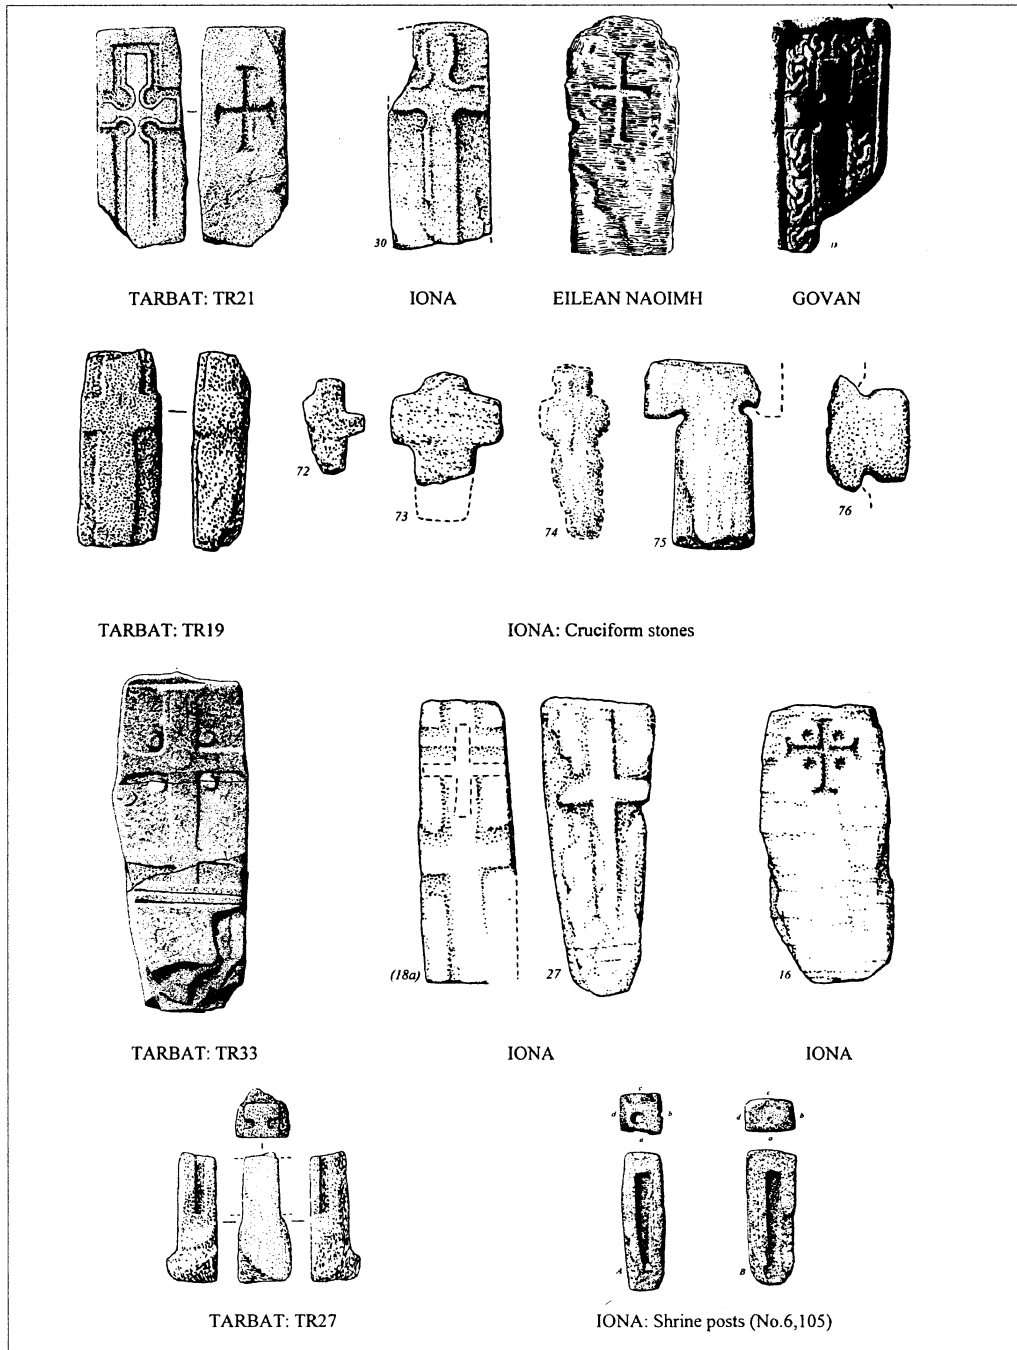 30
13
TARBAT: TR21
IONA
EILEAN NAOIMH
GOVAN
72
73
74
75
76
TARBAT: TR19
IONA: Cruciform stones
(18a)
27
16
TARBAT: TR33
IONA
IONA
c
d b
a
c
d b
a
A
B
TARBAT: TR27
IONA: Shrine posts (No.6,105)